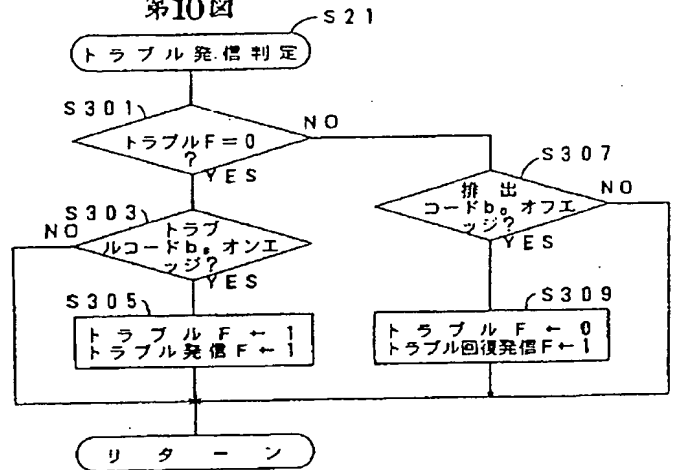 第10図
S21
トラブル発信判定
S301
トラブルF=0
?
NO
YES
S303
トラブ
ルコードb₈オンエ
ッジ?
NO
YES
S305
トラブルF←1
トラブル発信F←1
S307
排出
コードb₀オフエ
ッジ?
NO
YES
S309
トラブルF←0
トラブル回復発信F←1
リターン